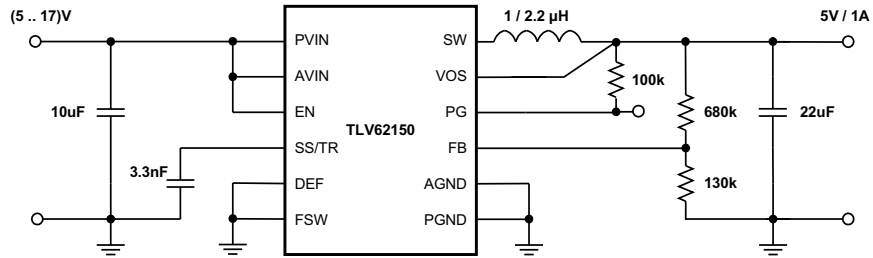 (5 .. 17)V
1 / 2.2 µH
5V / 1A
PVIN
SW
AVIN
VOS
100k
10uF
EN
PG
680k
22uF
TLV62150
SS/TR
FB
3.3nF
130k
DEF
AGND
FSW
PGND